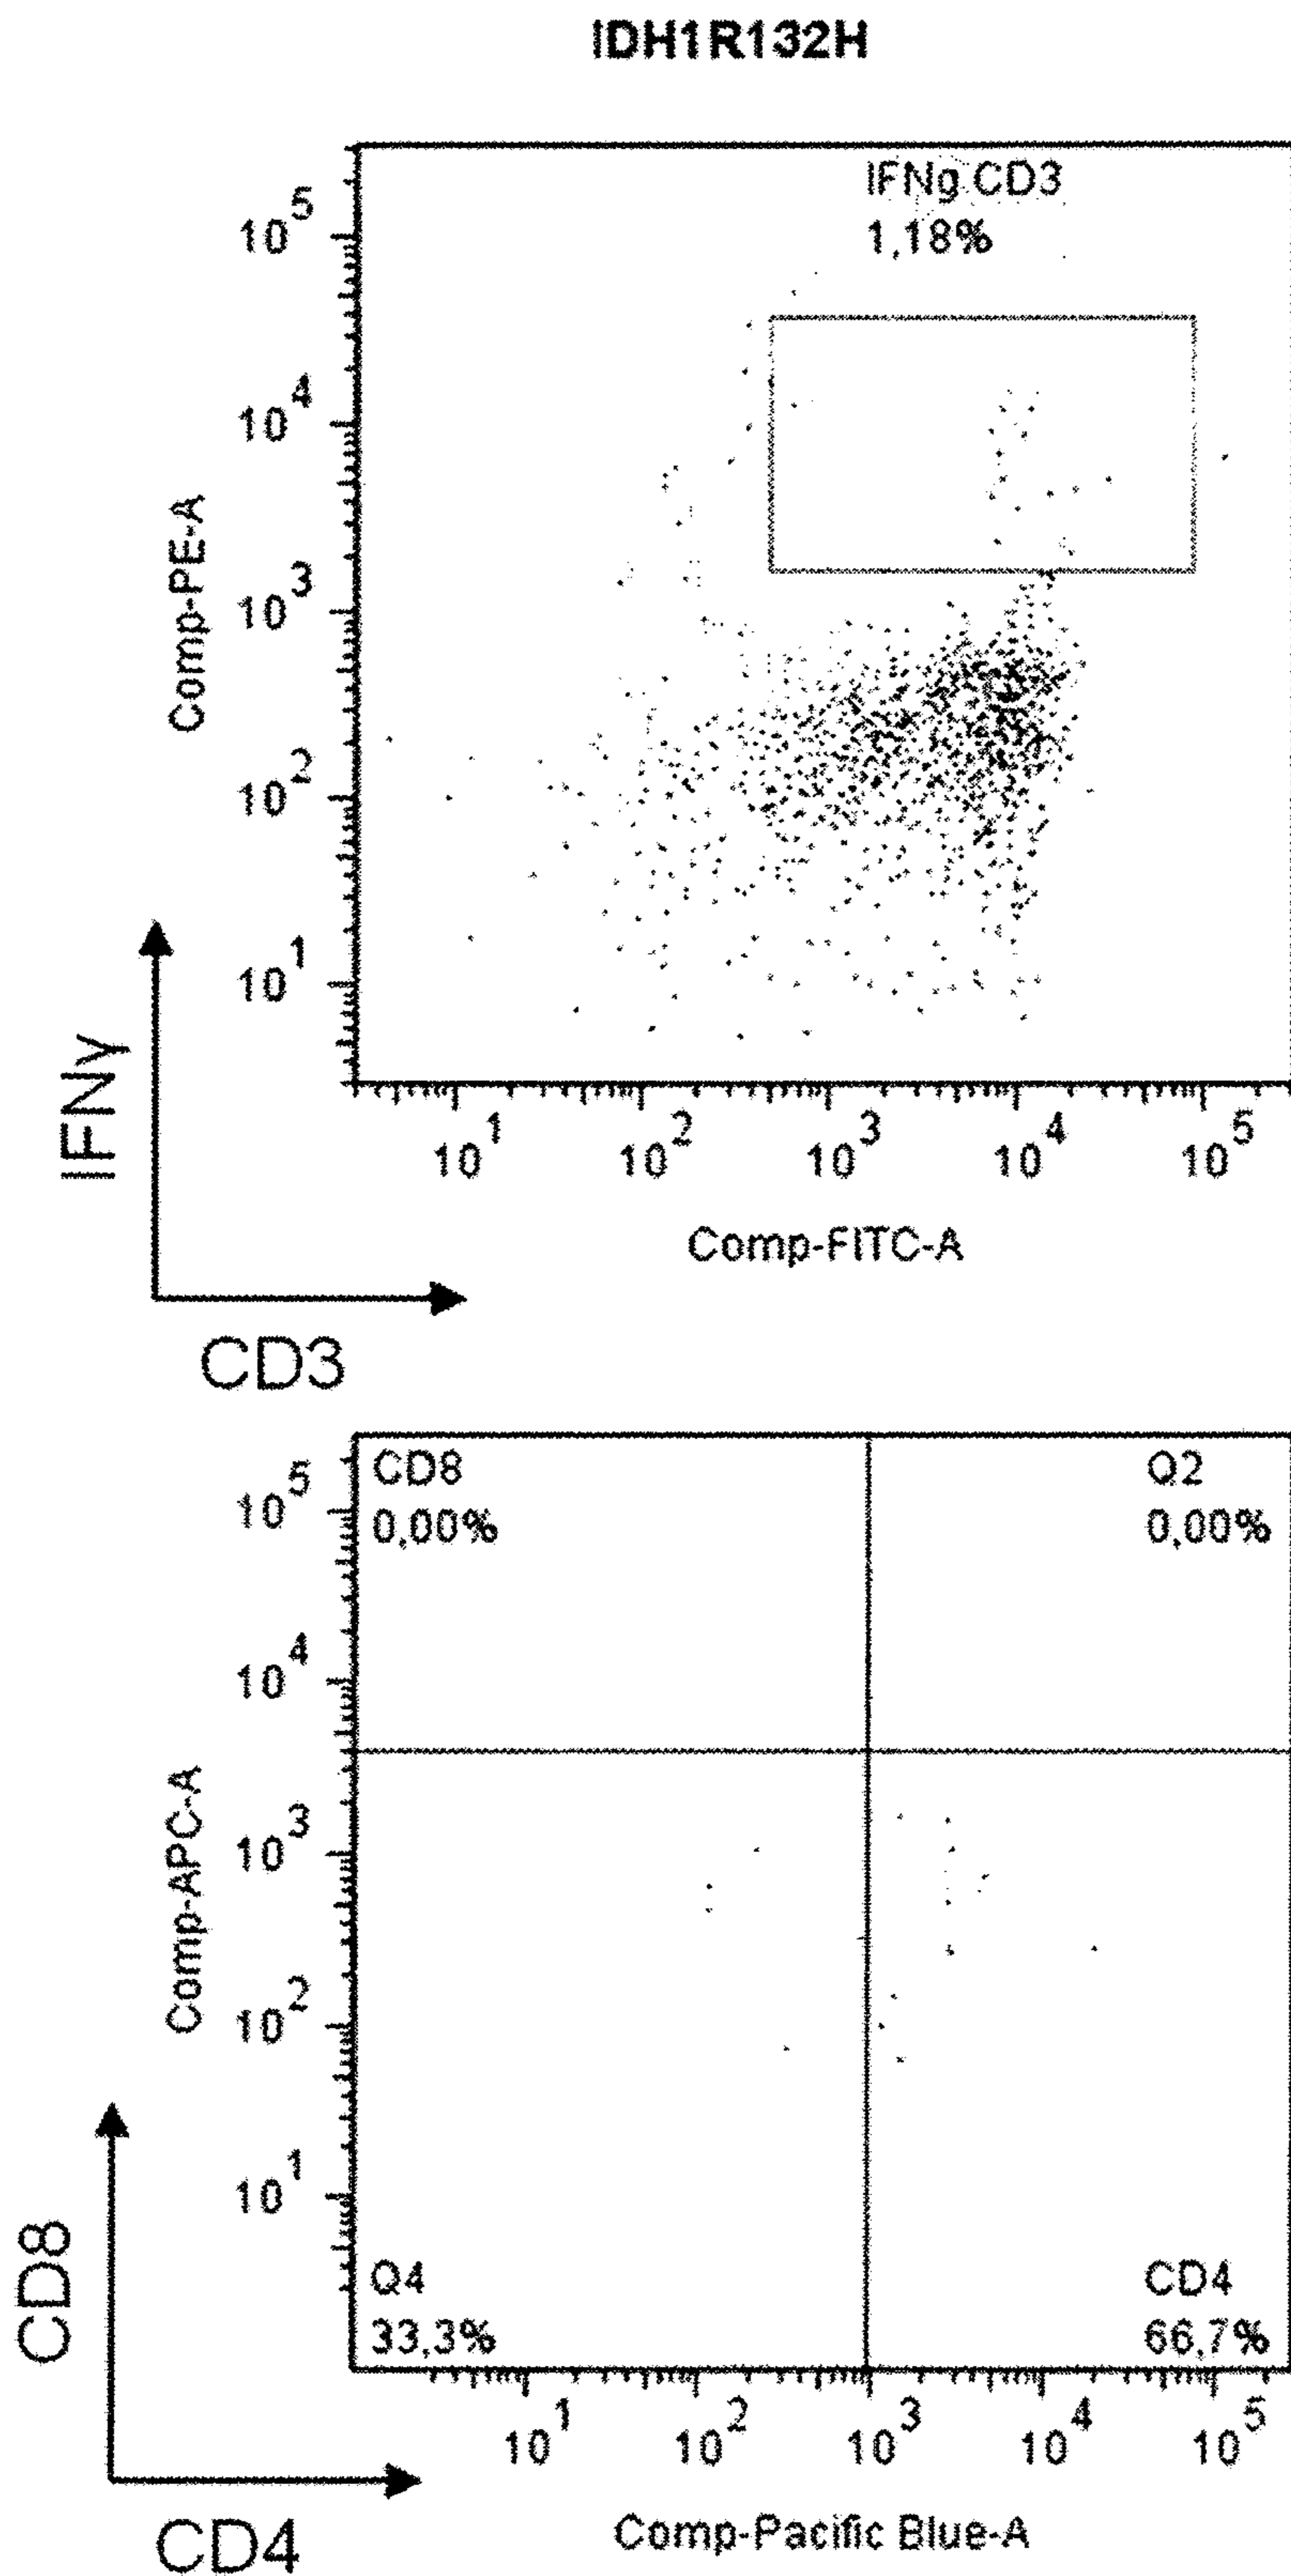 IDH1R132H
IFNg CD3
1,18%
10^5
10^4
10^3
10^2
10^1
Comp-PE-A
IFNγ
10^1 10^2 10^3 10^4 10^5
Comp-FITC-A
CD3
CD8
0,00%
Q2
0,00%
10^5
10^4
10^3
10^2
10^1
Comp-APC-A
CD8
Q4
33,3%
CD4
66,7%
10^1 10^2 10^3 10^4 10^5
Comp-Pacific Blue-A
CD4